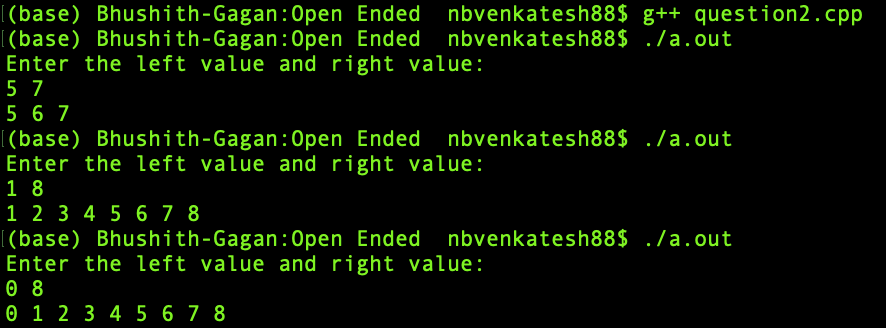 (base) Bhushith-Gagan:Open Ended  nbvenkatesh88$ g++ question2.cpp
(base) Bhushith-Gagan:Open Ended  nbvenkatesh88$ ./a.out
Enter the left value and right value:
5 7
5 6 7
(base) Bhushith-Gagan:Open Ended  nbvenkatesh88$ ./a.out
Enter the left value and right value:
1 8
1 2 3 4 5 6 7 8
(base) Bhushith-Gagan:Open Ended  nbvenkatesh88$ ./a.out
Enter the left value and right value:
0 8
0 1 2 3 4 5 6 7 8